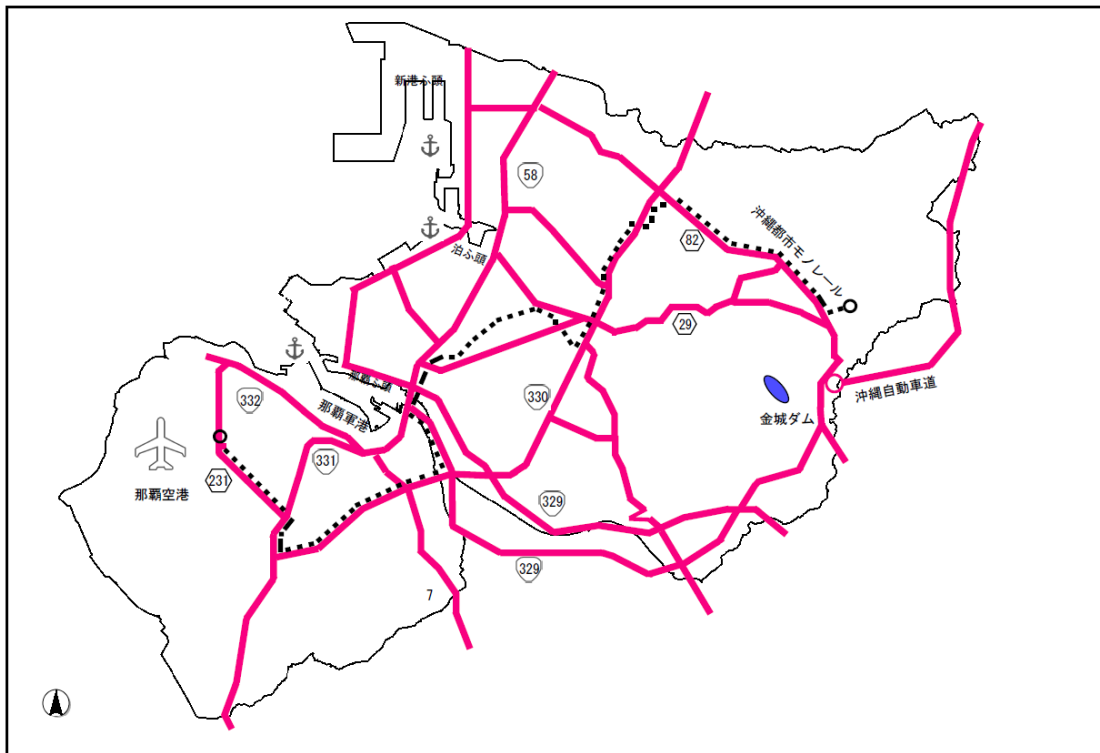 新港ふ頭
58
泊ふ頭
82
沖縄都市モノレール
29
那覇ふ頭
332
那覇軍港
330
金城ダム
沖縄自動車道
331
231
那覇空港
329
329
7